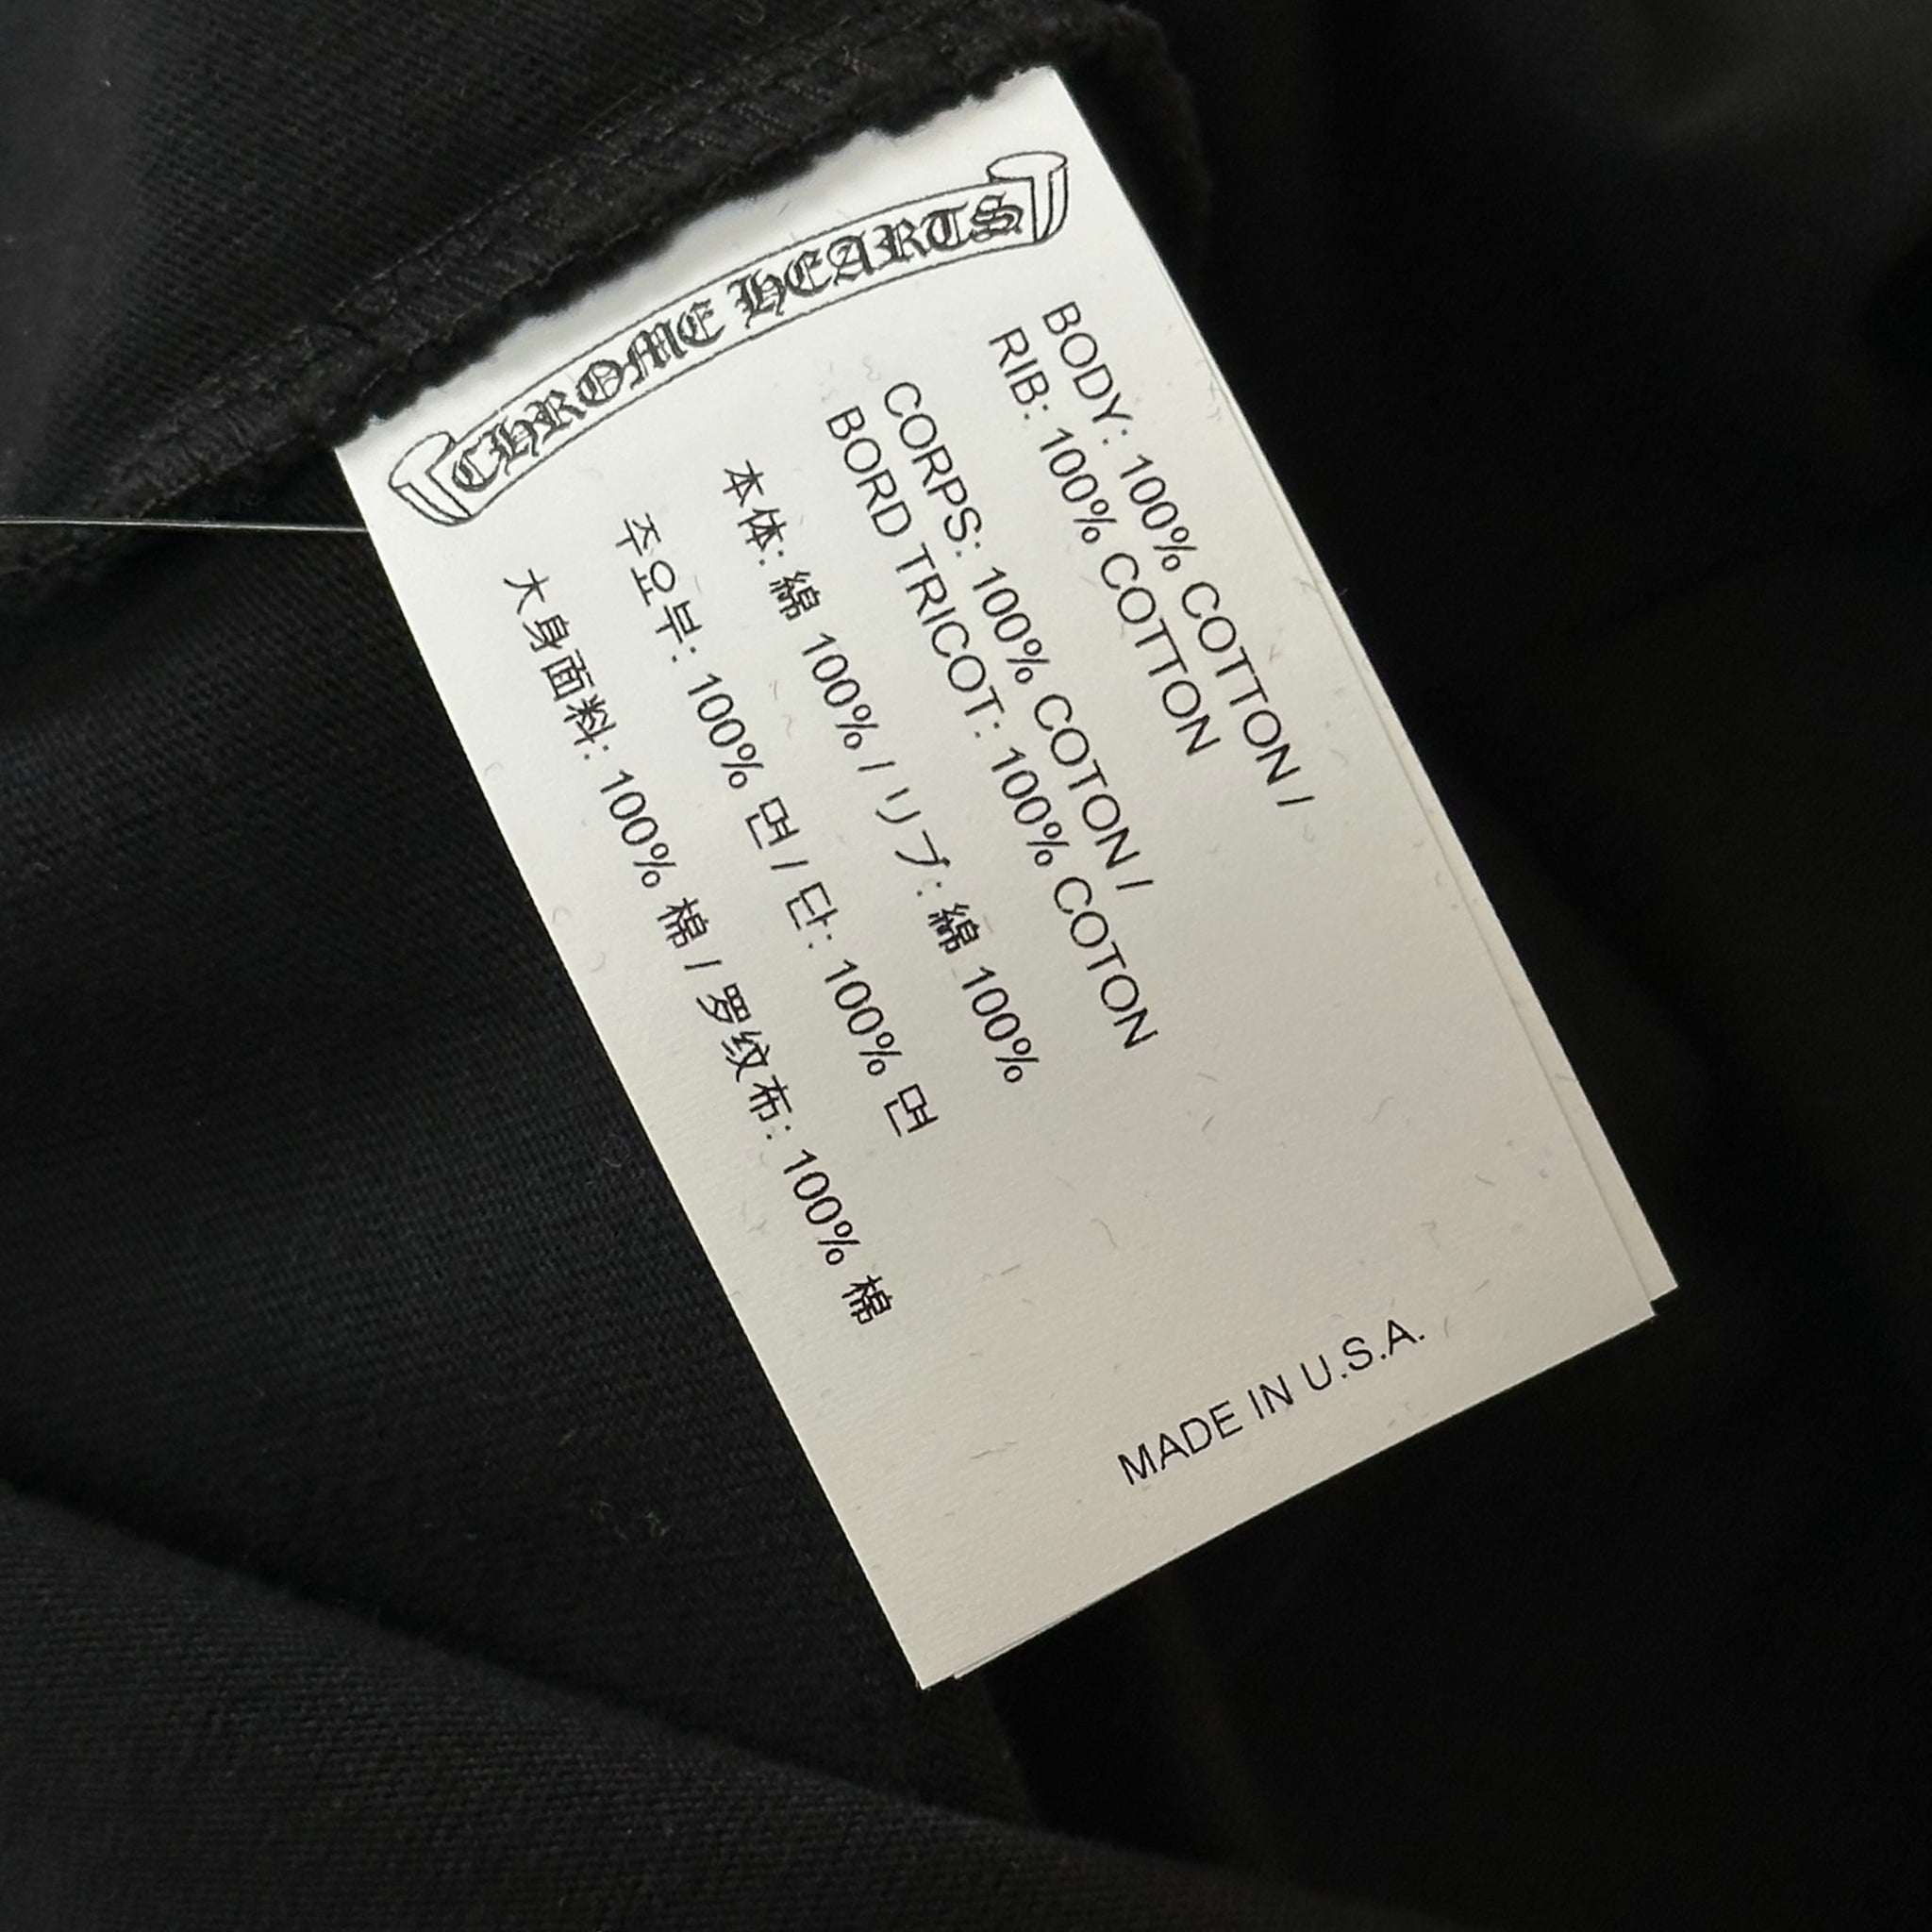 CHROME HEARTS
BODY: 100% COTTON /
RIB: 100% COTTON
CORPS: 100% COTON /
BORD TRICOT: 100% COTON
本体: 綿 100% / リブ: 綿 100%
주요부: 100% 면 / 단: 100% 면
大身面料: 100% 棉 / 罗纹布: 100% 棉
MADE IN U.S.A.